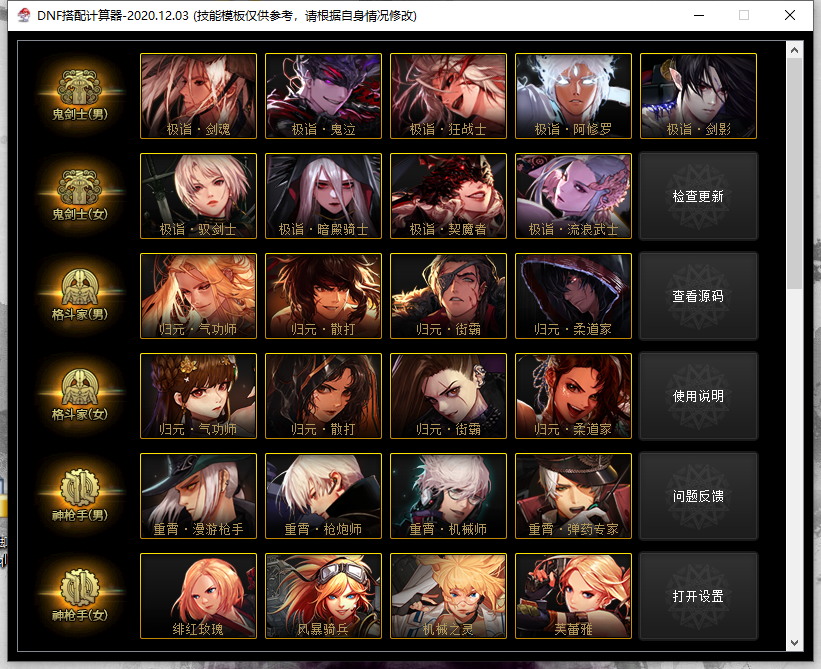 DNF搭配计算器-2020.12.03 (技能模板仅供参考，请根据自身情况修改)
鬼剑士(男)
极诣·剑魂
极诣·鬼泣
极诣·狂战士
极诣·阿修罗
极诣·剑影
鬼剑士(女)
极诣·驭剑士
极诣·暗殿骑士
极诣·契魔者
极诣·流浪武士
检查更新
格斗家(男)
归元·气功师
归元·散打
归元·街霸
归元·柔道家
查看源码
格斗家(女)
归元·气功师
归元·散打
归元·街霸
归元·柔道家
使用说明
神枪手(男)
重霄·漫游枪手
重霄·枪炮师
重霄·机械师
重霄·弹药专家
问题反馈
神枪手(女)
绯红玫瑰
风暴骑兵
机械之灵
芙蕾雅
打开设置